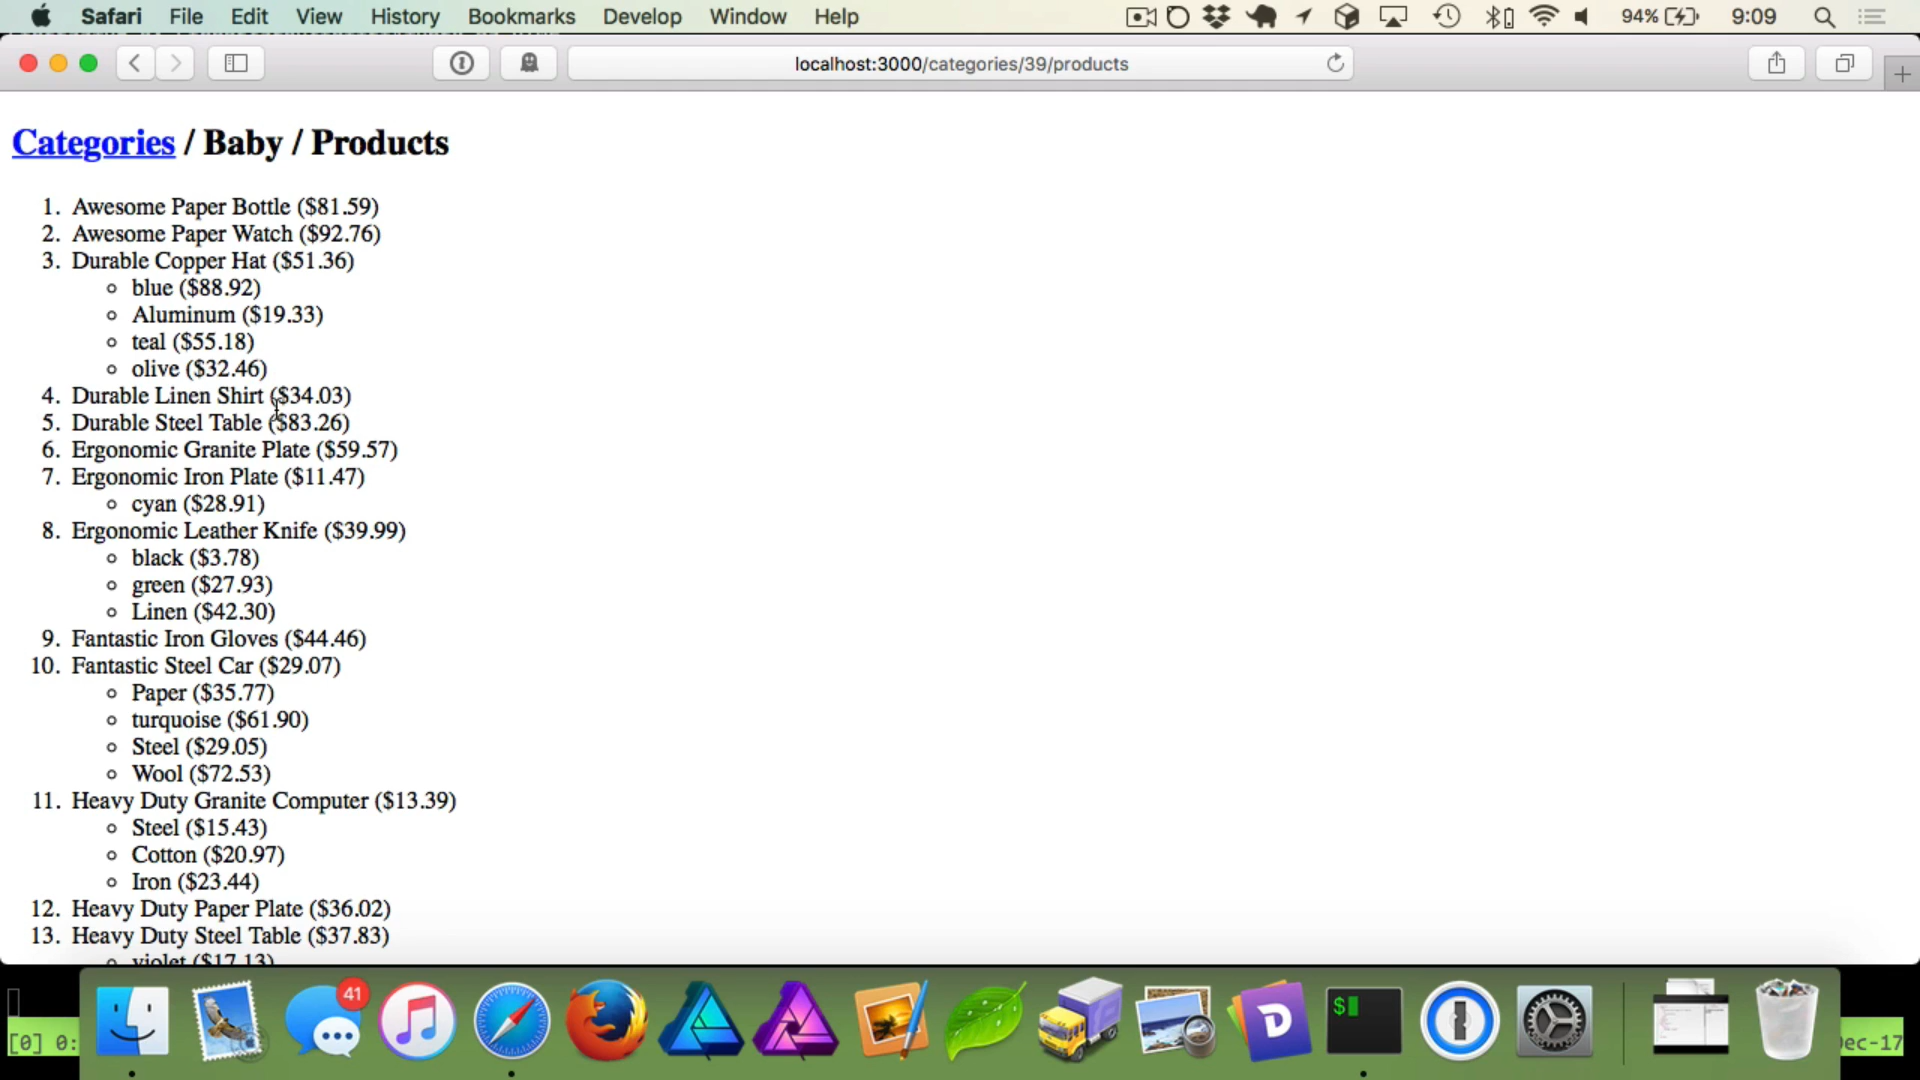 Safari File Edit View History Bookmarks Develop Window Help 94% 9:09
localhost:3000/categories/39/products
Categories / Baby / Products
1. Awesome Paper Bottle ($81.59)
2. Awesome Paper Watch ($92.76)
3. Durable Copper Hat ($51.36)
blue ($88.92)
Aluminum ($19.33)
teal ($55.18)
olive ($32.46)
4. Durable Linen Shirt ($34.03)
5. Durable Steel Table ($83.26)
6. Ergonomic Granite Plate ($59.57)
7. Ergonomic Iron Plate ($11.47)
cyan ($28.91)
8. Ergonomic Leather Knife ($39.99)
black ($3.78)
green ($27.93)
Linen ($42.30)
9. Fantastic Iron Gloves ($44.46)
10. Fantastic Steel Car ($29.07)
Paper ($35.77)
turquoise ($61.90)
Steel ($29.05)
Wool ($72.53)
11. Heavy Duty Granite Computer ($13.39)
Steel ($15.43)
Cotton ($20.97)
Iron ($23.44)
12. Heavy Duty Paper Plate ($36.02)
13. Heavy Duty Steel Table ($37.83)
violet ($17.13)
41
$
[0] 0: ec-17